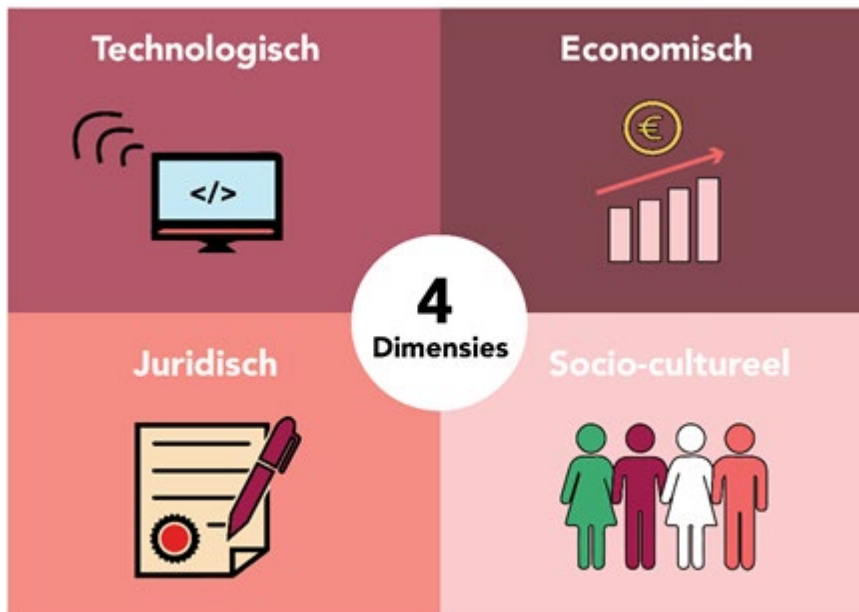 Technologisch
Economisch
</>
€
4
Dimensies
Juridisch
Socio-cultureel